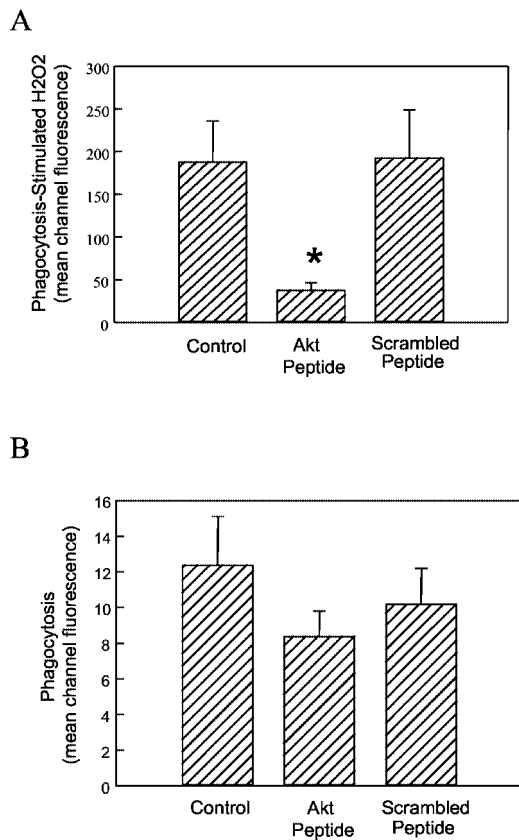 A
Phagocytosis-Stimulated H2O2
(mean channel fluorescence)
300
250
200
150
100
50
0
*
Control
Akt
Peptide
Scrambled
Peptide
B
Phagocytosis
(mean channel fluorescence)
16
14
12
10
8
6
4
2
0
Control
Akt
Peptide
Scrambled
Peptide